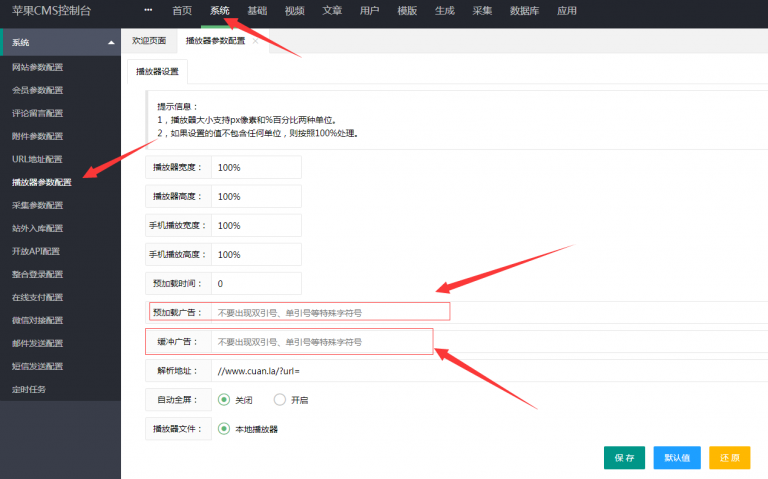 苹果CMS控制台 ••• 首页 系统 基础 视频 文章 用户 模版 生成 采集 数据库 应用
系统
网站参数配置
会员参数配置
评论留言配置
附件参数配置
URL地址配置
播放器参数配置
采集参数配置
站外入库配置
开放API配置
整合登录配置
在线支付配置
微信对接配置
邮件发送配置
短信发送配置
定时任务
欢迎页面 播放器参数配置 ×
播放器设置
提示信息：
1，播放器大小支持px像素和%百分比两种单位。
2，如果设置的值不包含任何单位，则按照100%处理。
播放器宽度： 100%
播放器高度： 100%
手机播放宽度： 100%
手机播放高度： 100%
预加载时间： 0
预加载广告： 不要出现双引号、单引号等特殊字符号
缓冲广告： 不要出现双引号、单引号等特殊字符号
解析地址： //www.cuan.la/?url=
自动全屏： 关闭 开启
播放器文件： 本地播放器
保 存 默认值 还 原